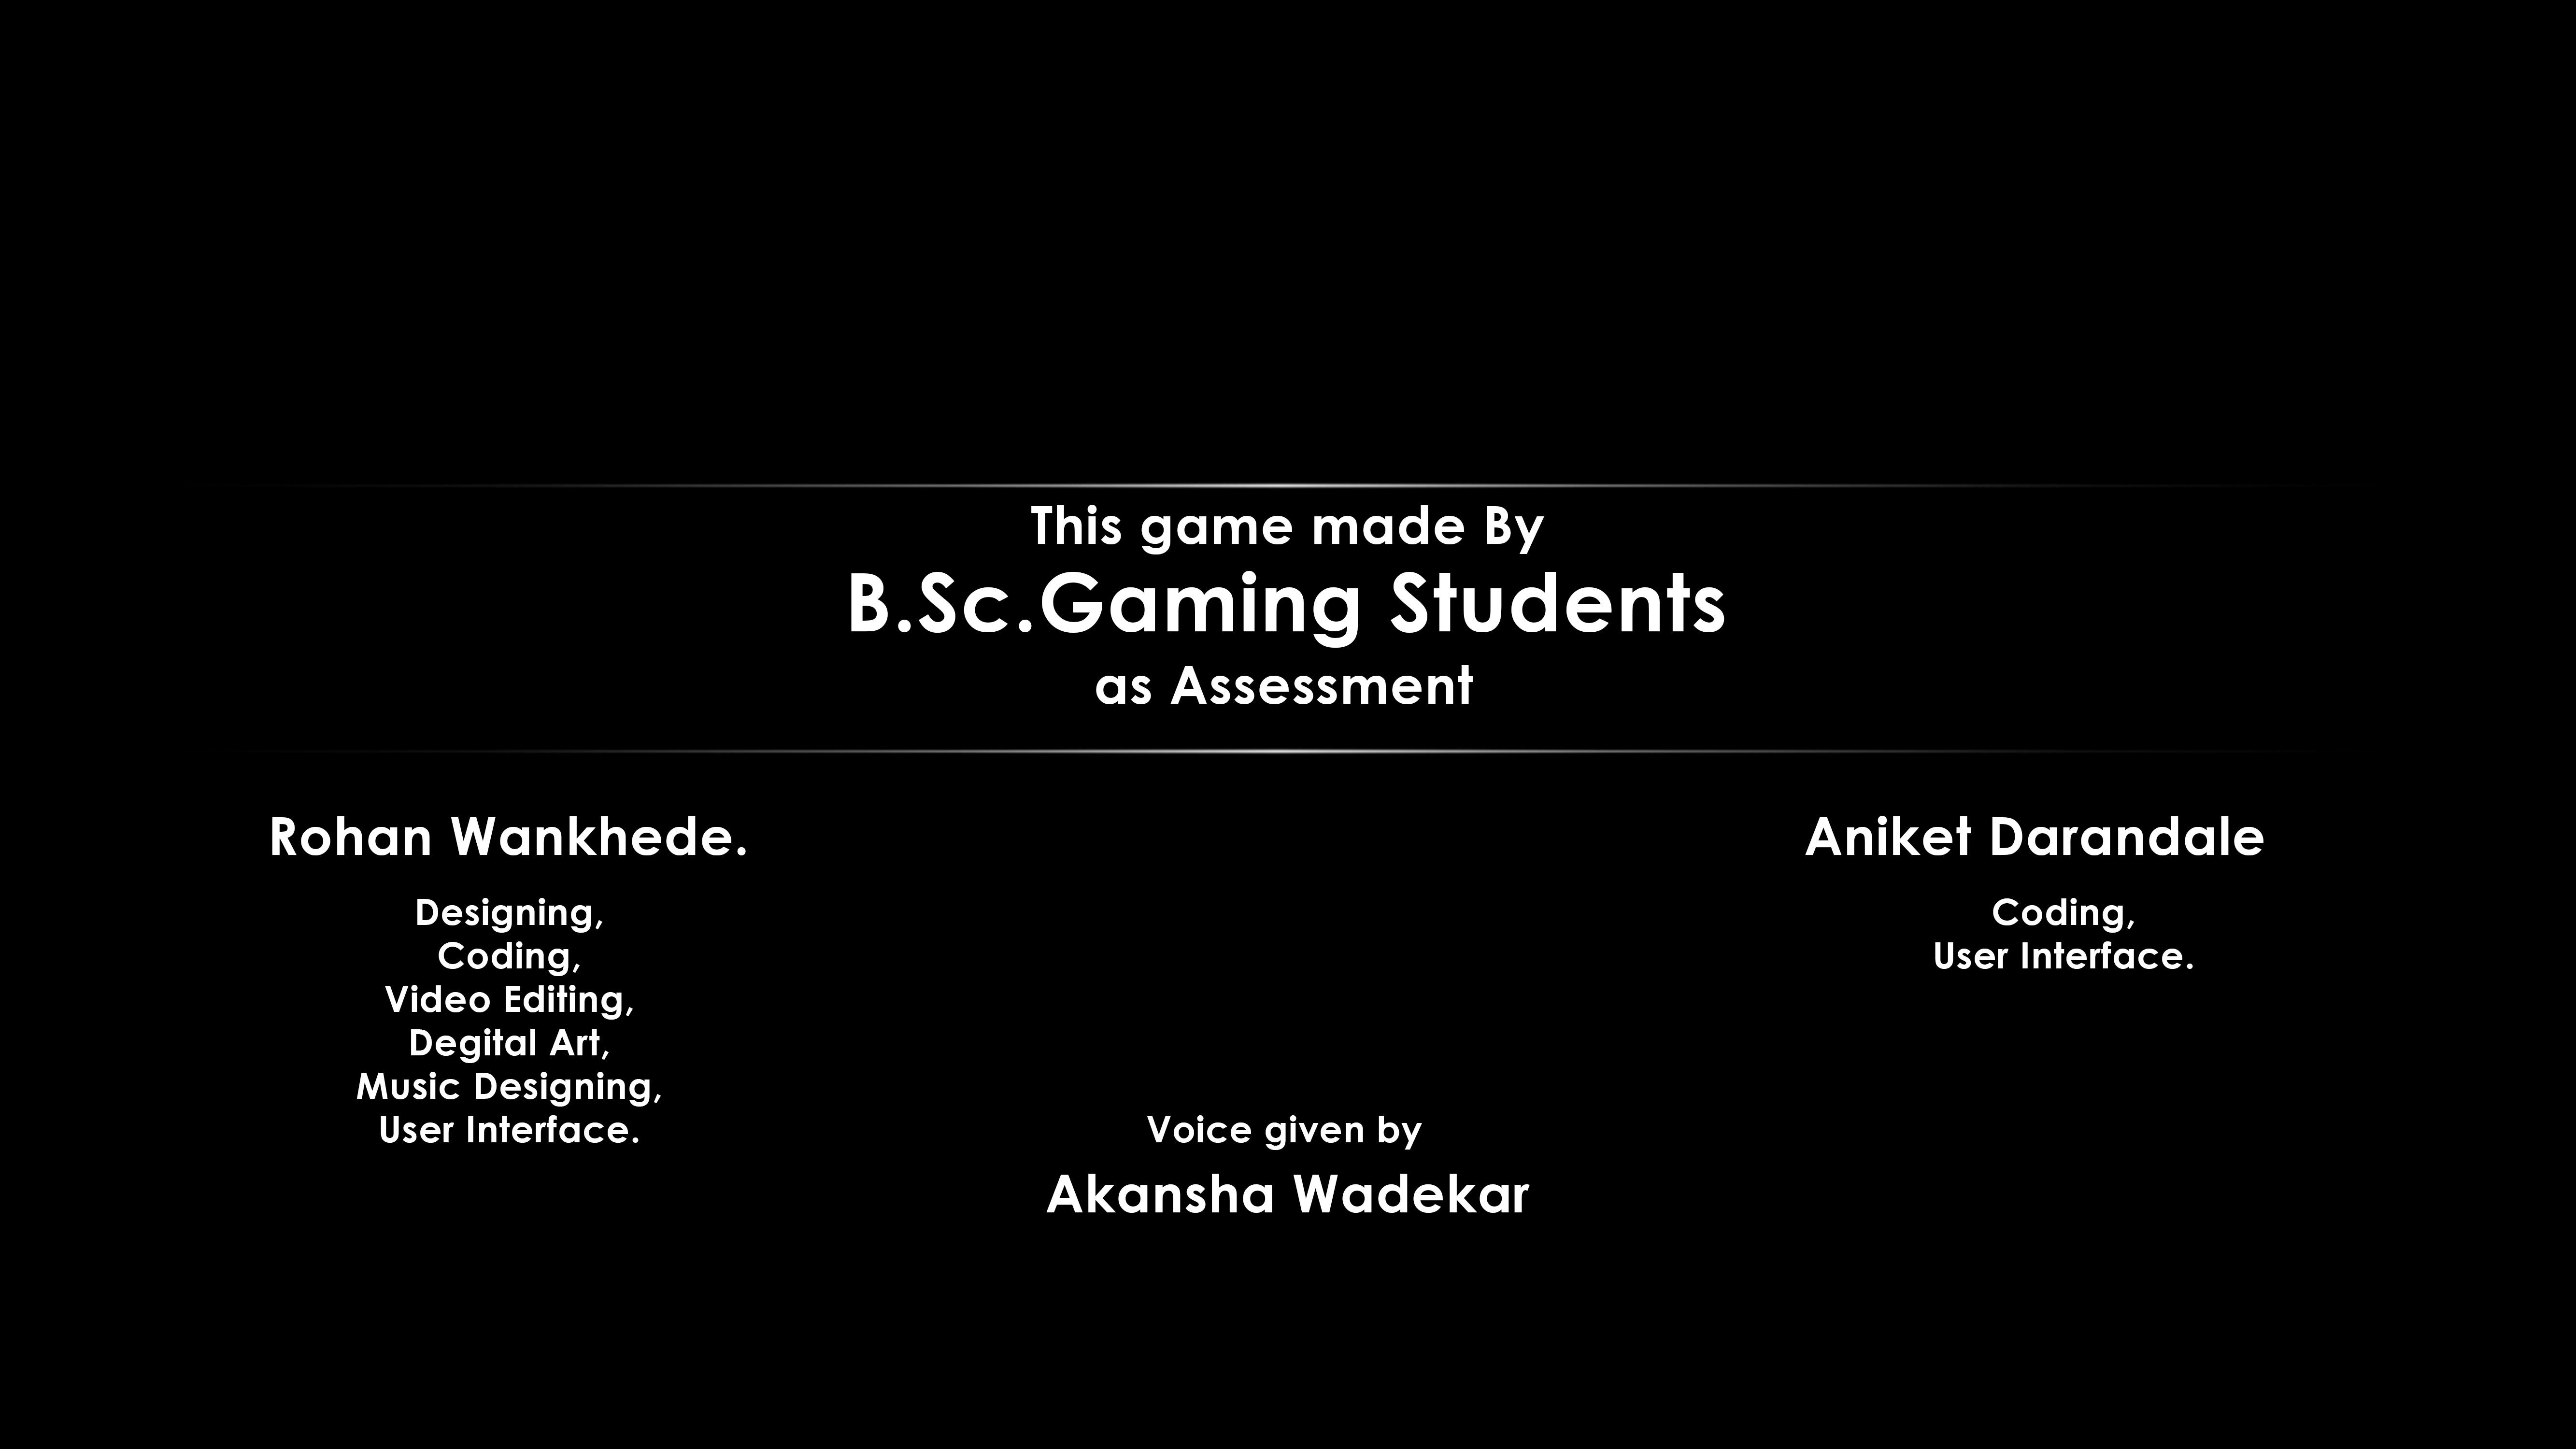 This game made By
B.Sc.Gaming Students
as Assessment
Rohan Wankhede.
Designing,
Coding,
Video Editing,
Degital Art,
Music Designing,
User Interface.
Aniket Darandale
Coding,
User Interface.
Voice given by
Akansha Wadekar